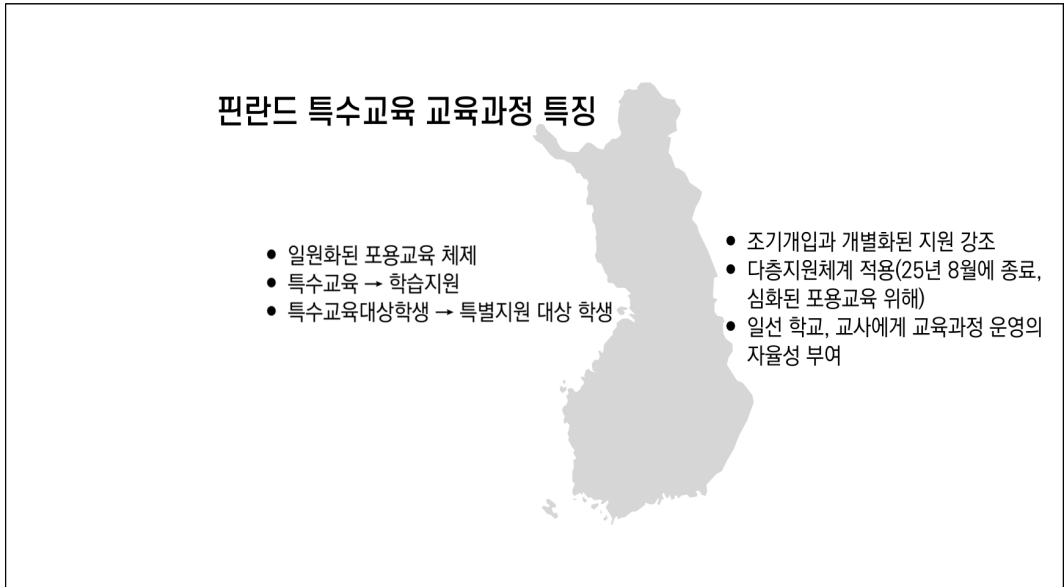 핀란드 특수교육 교육과정 특징
● 일원화된 포용교육 체제
● 특수교육 → 학습지원
● 특수교육대상학생 → 특별지원 대상 학생
● 조기개입과 개별화된 지원 강조
● 다층지원체계 적용(25년 8월에 종료,
심화된 포용교육 위해)
● 일선 학교, 교사에게 교육과정 운영의
자율성 부여